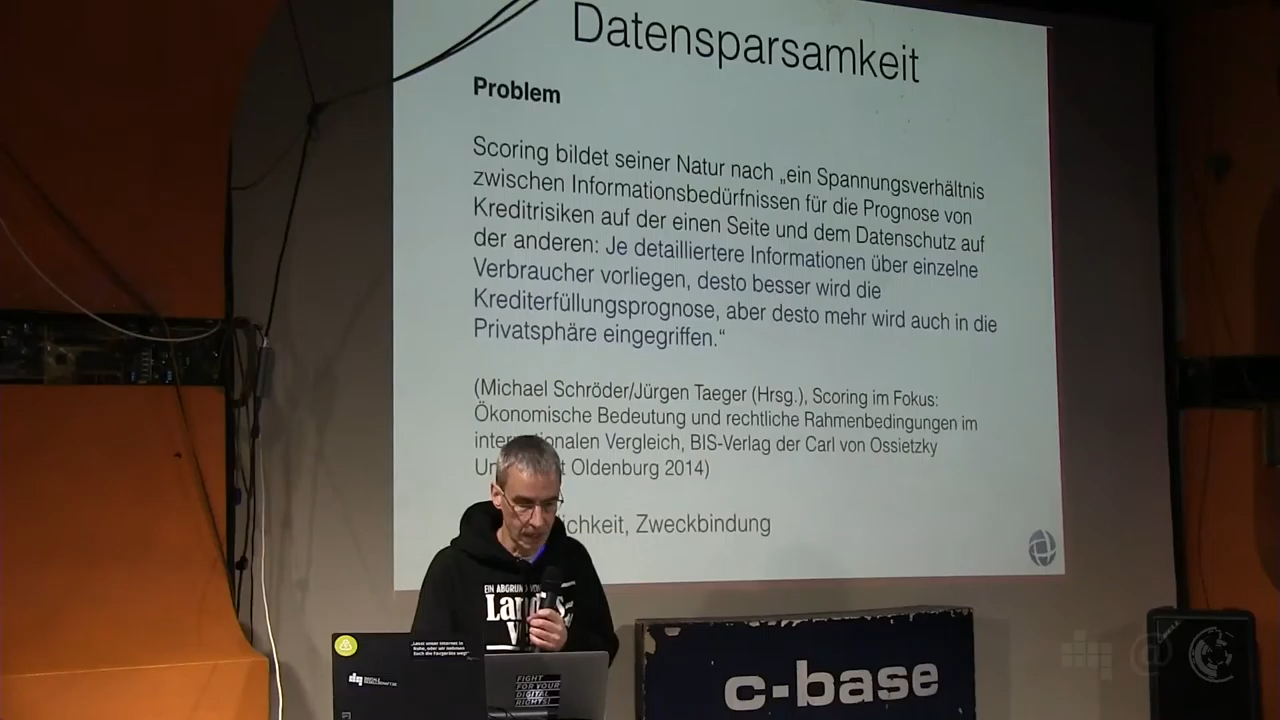 Datensparsamkeit
Problem
Scoring bildet seiner Natur nach „ein Spannungsverhältnis
zwischen Informationsbedürfnissen für die Prognose von
Kreditrisiken auf der einen Seite und dem Datenschutz auf
der anderen: Je detailliertere Informationen über einzelne
Verbraucher vorliegen, desto besser wird die
Krediterfüllungsprognose, aber desto mehr wird auch in die
Privatsphäre eingegriffen.“
(Michael Schröder/Jürgen Taeger (Hrsg.), Scoring im Fokus:
Ökonomische Bedeutung und rechtliche Rahmenbedingungen im
internationalen Vergleich, BIS-Verlag der Carl von Ossietzky
Oldenburg 2014)
Zweckbindung
EIN ABGRUND
c-base
FIGHT
FOR YOUR
DIGITAL
RIGHTS!